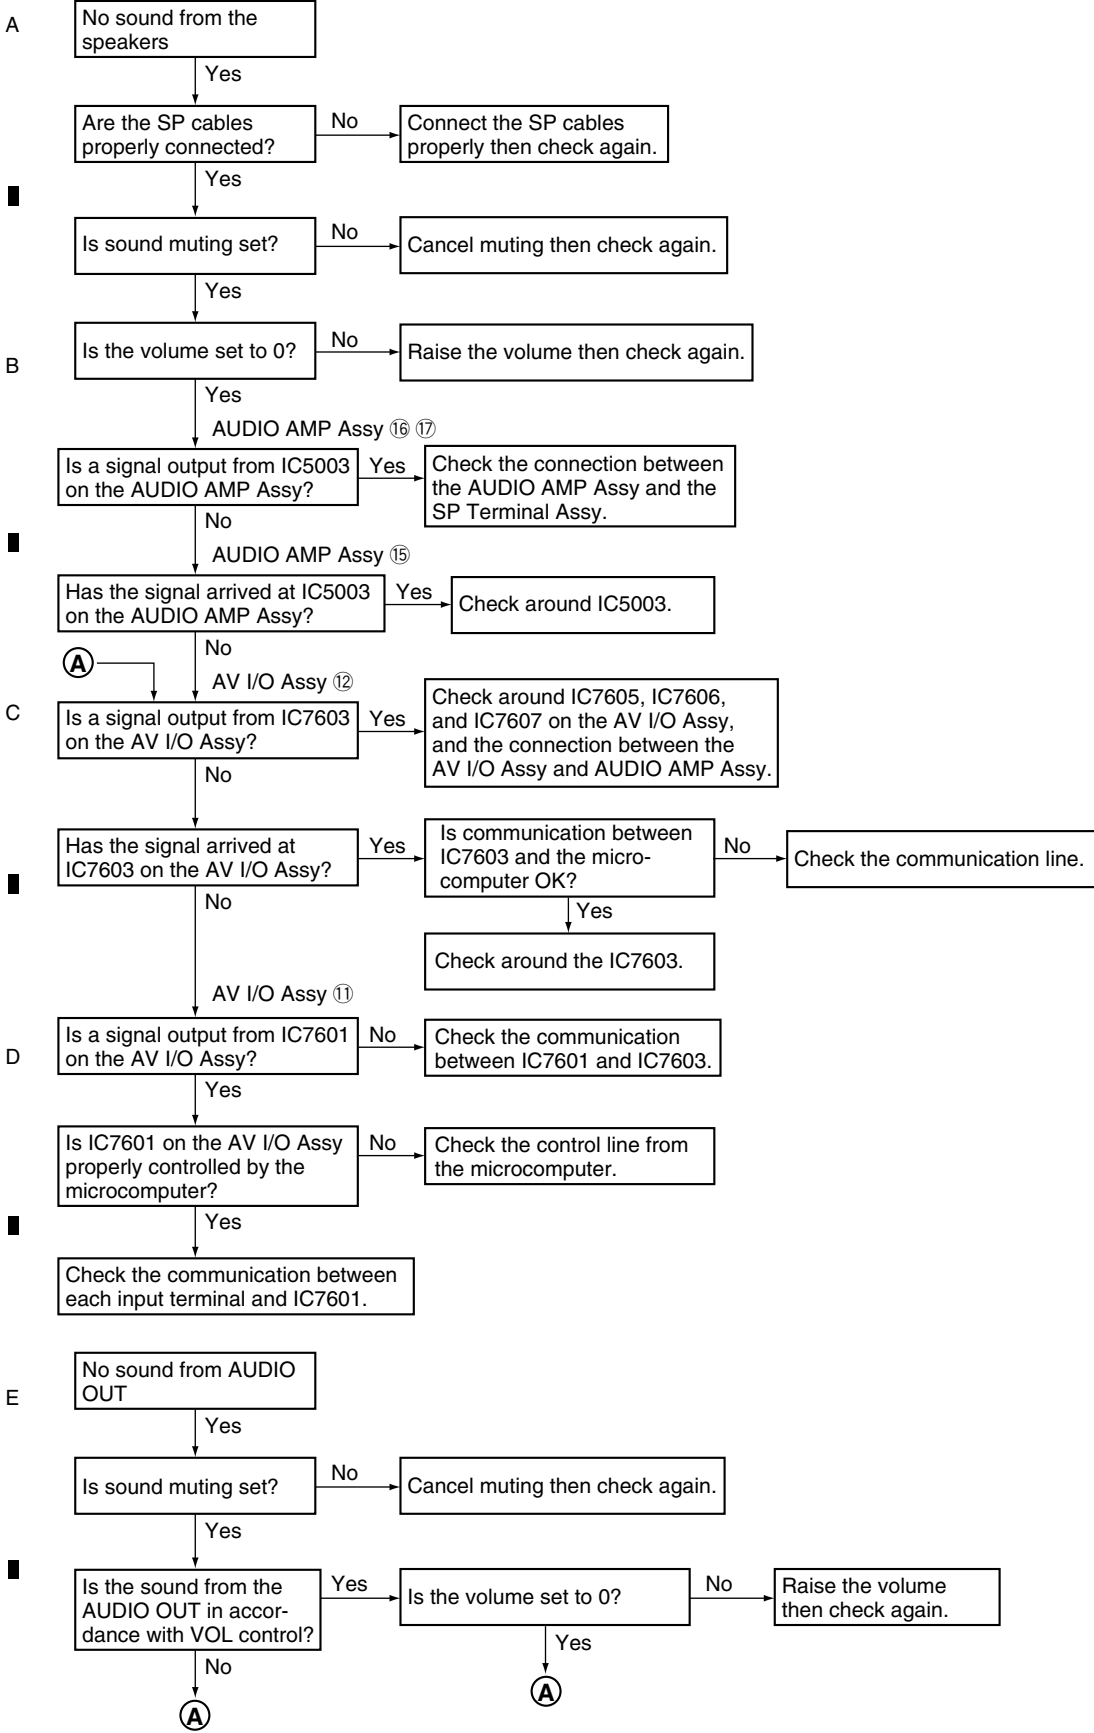 A
No sound from the
speakers
Yes
Are the SP cables
properly connected?
No
Connect the SP cables
properly then check again.
Yes
Is sound muting set?
No
Cancel muting then check again.
Yes
B
Is the volume set to 0?
No
Raise the volume then check again.
Yes
AUDIO AMP Assy ⑯ ⑰
Is a signal output from IC5003
on the AUDIO AMP Assy?
Yes
Check the connection between
the AUDIO AMP Assy and the
SP Terminal Assy.
No
AUDIO AMP Assy ⑮
Has the signal arrived at IC5003
on the AUDIO AMP Assy?
Yes
Check around IC5003.
No
Ⓐ
AV I/O Assy ⑫
C
Is a signal output from IC7603
on the AV I/O Assy?
Yes
Check around IC7605, IC7606,
and IC7607 on the AV I/O Assy,
and the connection between the
AV I/O Assy and AUDIO AMP Assy.
No
Has the signal arrived at
IC7603 on the AV I/O Assy?
Yes
Is communication between
IC7603 and the micro-
computer OK?
No
Check the communication line.
No
Yes
Check around the IC7603.
AV I/O Assy ⑪
D
Is a signal output from IC7601
on the AV I/O Assy?
No
Check the communication
between IC7601 and IC7603.
Yes
Is IC7601 on the AV I/O Assy
properly controlled by the
microcomputer?
No
Check the control line from
the microcomputer.
Yes
Check the communication between
each input terminal and IC7601.
E
No sound from AUDIO
OUT
Yes
Is sound muting set?
No
Cancel muting then check again.
Yes
Is the sound from the
AUDIO OUT in accor-
dance with VOL control?
Yes
Is the volume set to 0?
No
Raise the volume
then check again.
No
Yes
Ⓐ
Ⓐ